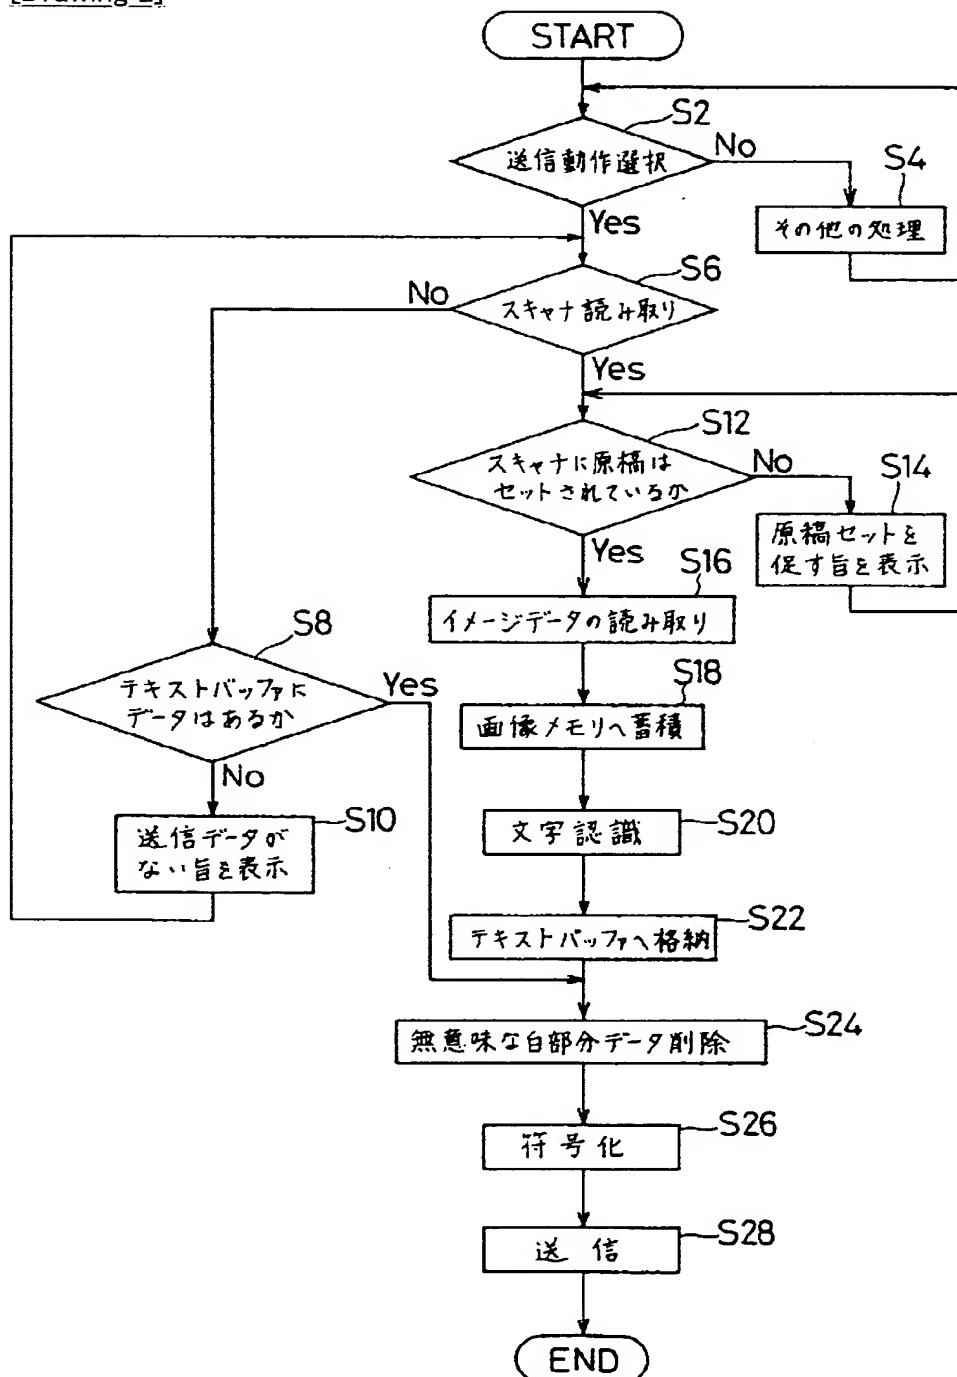 START
S2
送信動作選択
No
S4
その他の処理
Yes
S6
スキャナ読み取り
No
Yes
S12
スキャナに原稿は
セットされているか
No
S14
原稿セットを
促す旨を表示
Yes
S16
イメージデータの読み取り
S8
テキストバッファに
データはあるか
Yes
S18
画像メモリへ蓄積
No
S10
送信データが
ない旨を表示
S20
文字認識
S22
テキストバッファへ格納
S24
無意味な白部分データ削除
S26
符号化
S28
送信
END